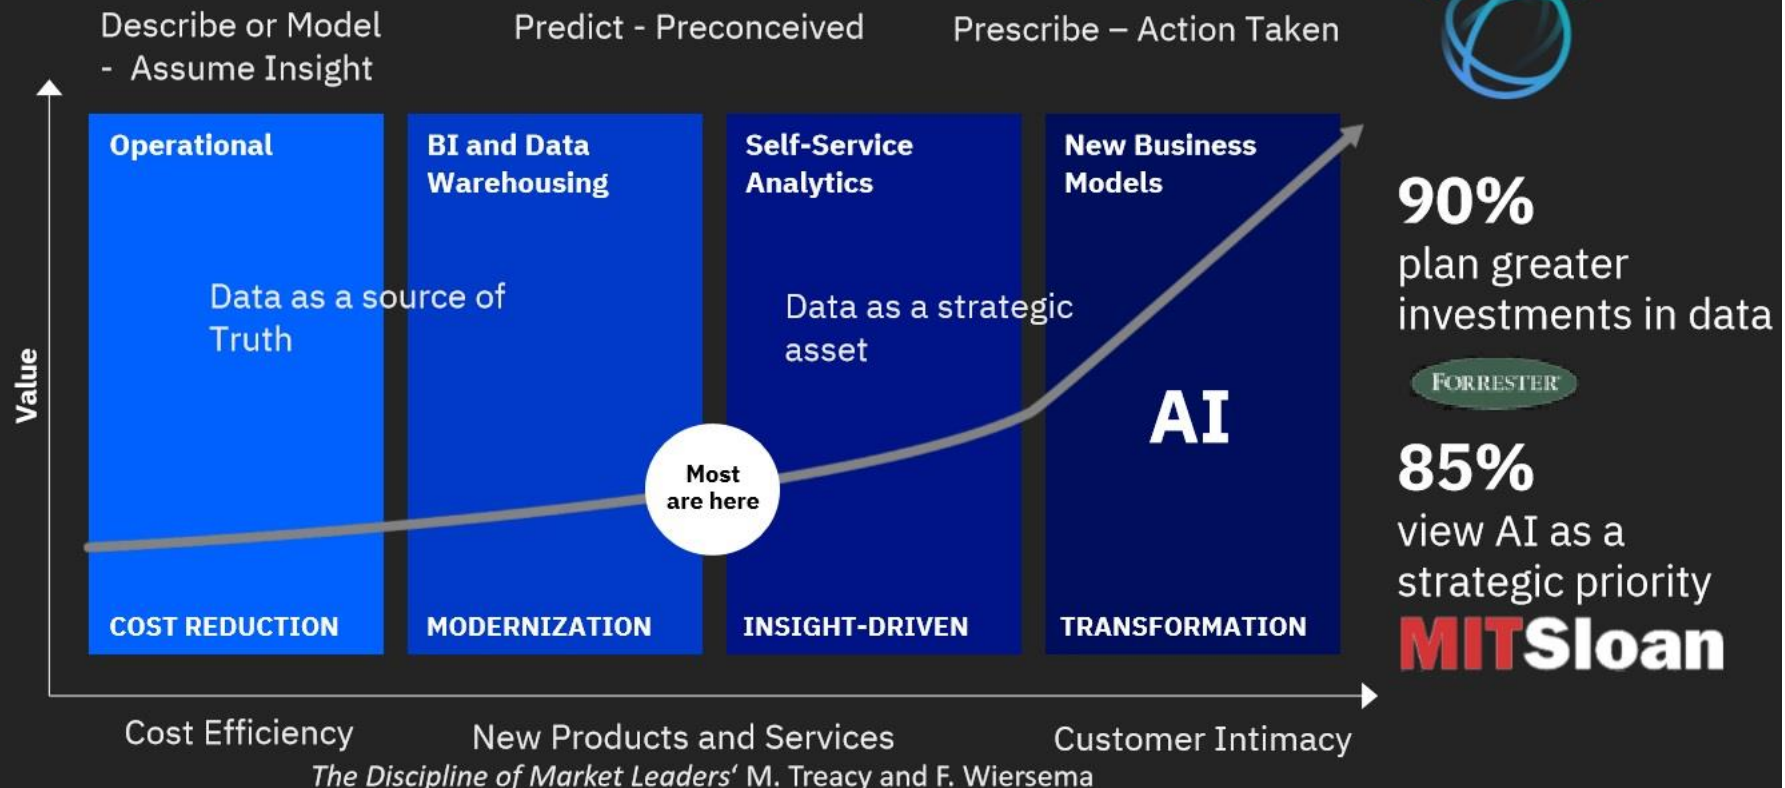 Describe or Model
- Assume Insight
Predict - Preconceived
Prescribe – Action Taken
Operational
BI and Data
Warehousing
Self-Service
Analytics
New Business
Models
Data as a source of
Truth
Data as a strategic
asset
Value
AI
Most
are here
COST REDUCTION
MODERNIZATION
INSIGHT-DRIVEN
TRANSFORMATION
Cost Efficiency
New Products and Services
Customer Intimacy
The Discipline of Market Leaders‘ M. Treacy and F. Wiersema
90%
plan greater
investments in data
FORRESTER®
85%
view AI as a
strategic priority
MITSloan